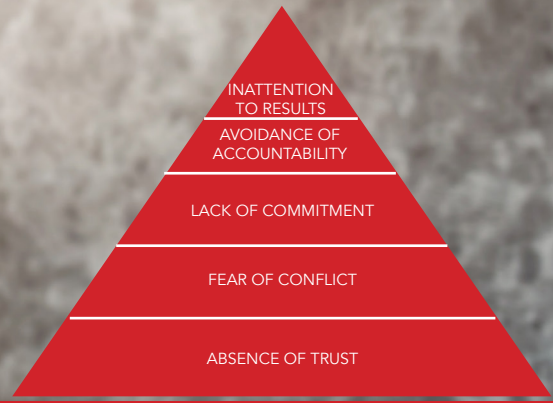 INATTENTION
TO RESULTS
AVOIDANCE OF
ACCOUNTABILITY
LACK OF COMMITMENT
FEAR OF CONFLICT
ABSENCE OF TRUST